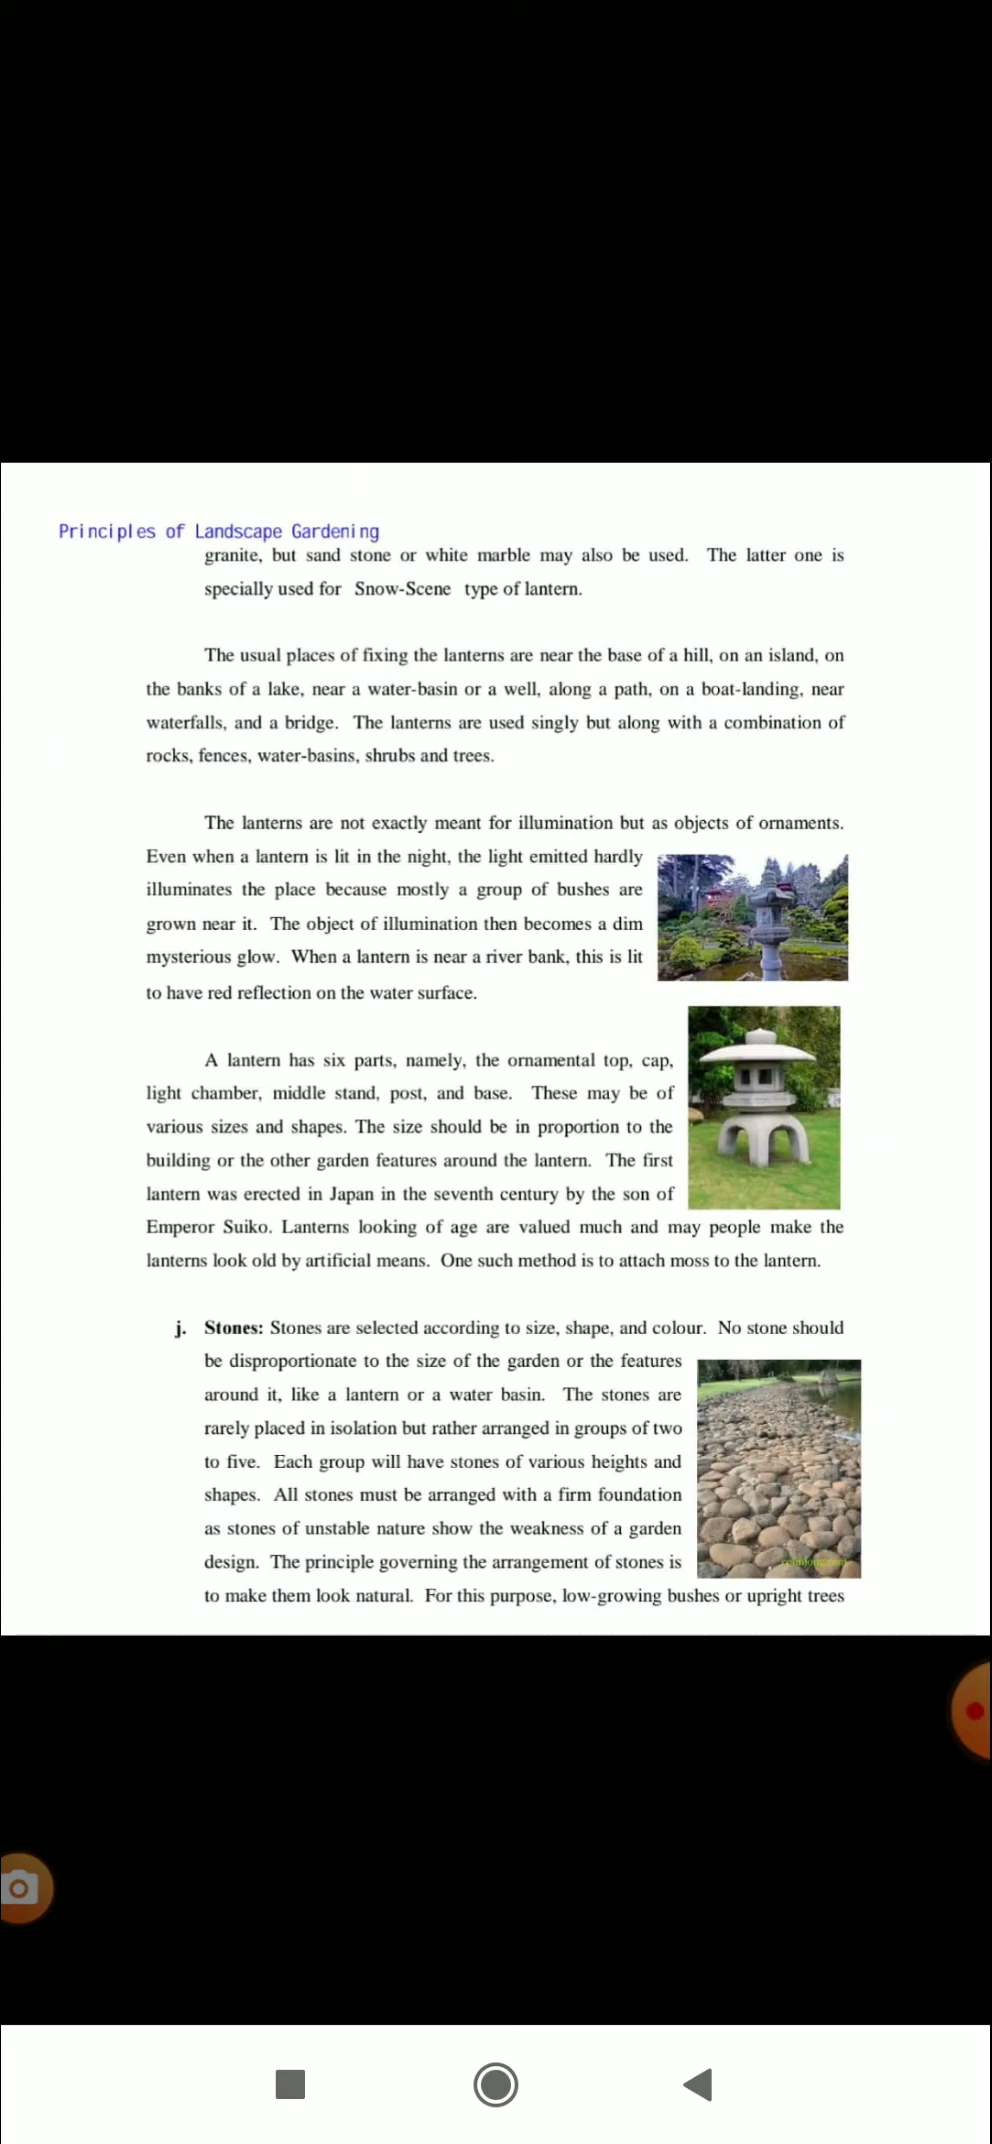 Principles of Landscape Gardening
granite, but sand stone or white marble may also be used. The latter one is
specially used for Snow-Scene type of lantern.
The usual places of fixing the lanterns are near the base of a hill, on an island, on
the banks of a lake, near a water-basin or a well, along a path, on a boat-landing, near
waterfalls, and a bridge. The lanterns are used singly but along with a combination of
rocks, fences, water-basins, shrubs and trees.
The lanterns are not exactly meant for illumination but as objects of ornaments.
Even when a lantern is lit in the night, the light emitted hardly
illuminates the place because mostly a group of bushes are
grown near it. The object of illumination then becomes a dim
mysterious glow. When a lantern is near a river bank, this is lit
to have red reflection on the water surface.
A lantern has six parts, namely, the ornamental top, cap,
light chamber, middle stand, post, and base. These may be of
various sizes and shapes. The size should be in proportion to the
building or the other garden features around the lantern. The first
lantern was erected in Japan in the seventh century by the son of
Emperor Suiko. Lanterns looking of age are valued much and may people make the
lanterns look old by artificial means. One such method is to attach moss to the lantern.
j. Stones: Stones are selected according to size, shape, and colour. No stone should
be disproportionate to the size of the garden or the features
around it, like a lantern or a water basin. The stones are
rarely placed in isolation but rather arranged in groups of two
to five. Each group will have stones of various heights and
shapes. All stones must be arranged with a firm foundation
as stones of unstable nature show the weakness of a garden
design. The principle governing the arrangement of stones is
to make them look natural. For this purpose, low-growing bushes or upright trees